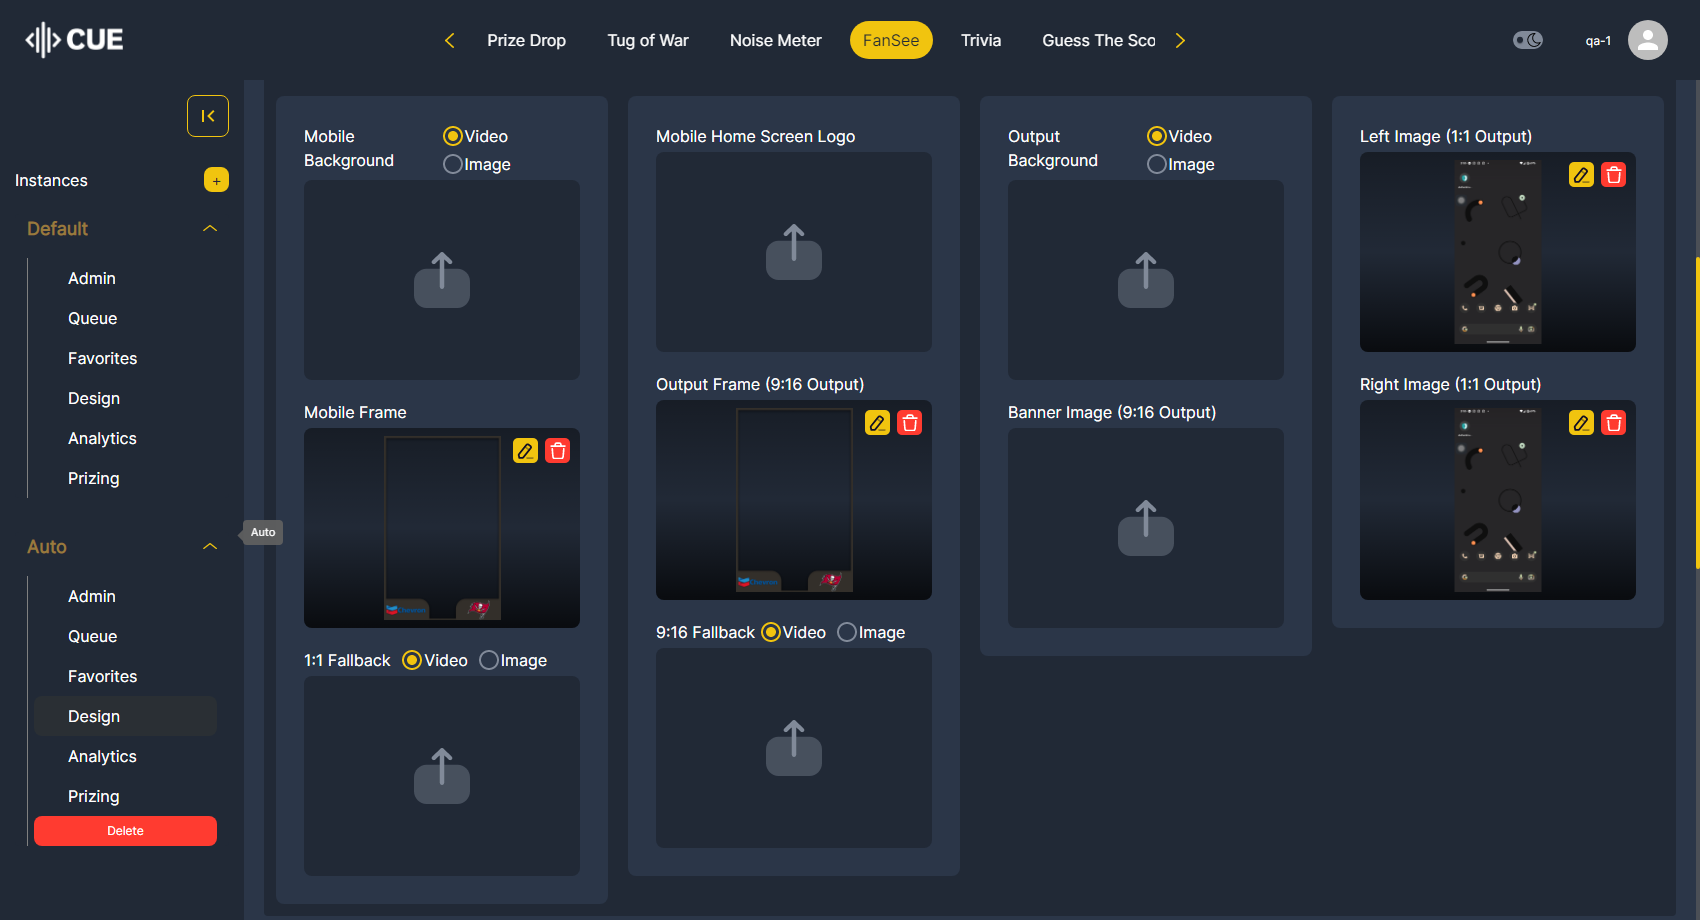 CUE
Prize Drop
Tug of War
Noise Meter
FanSee
Trivia
Guess The Sco
qa-1
Instances
+
Default
Admin
Queue
Favorites
Design
Analytics
Prizing
Auto
Auto
Admin
Queue
Favorites
Design
Analytics
Prizing
Delete
Mobile
Background
Video
Image
Mobile Frame
1:1 Fallback Video Image
Mobile Home Screen Logo
Output Frame (9:16 Output)
9:16 Fallback Video Image
Output
Background
Video
Image
Banner Image (9:16 Output)
Left Image (1:1 Output)
Right Image (1:1 Output)